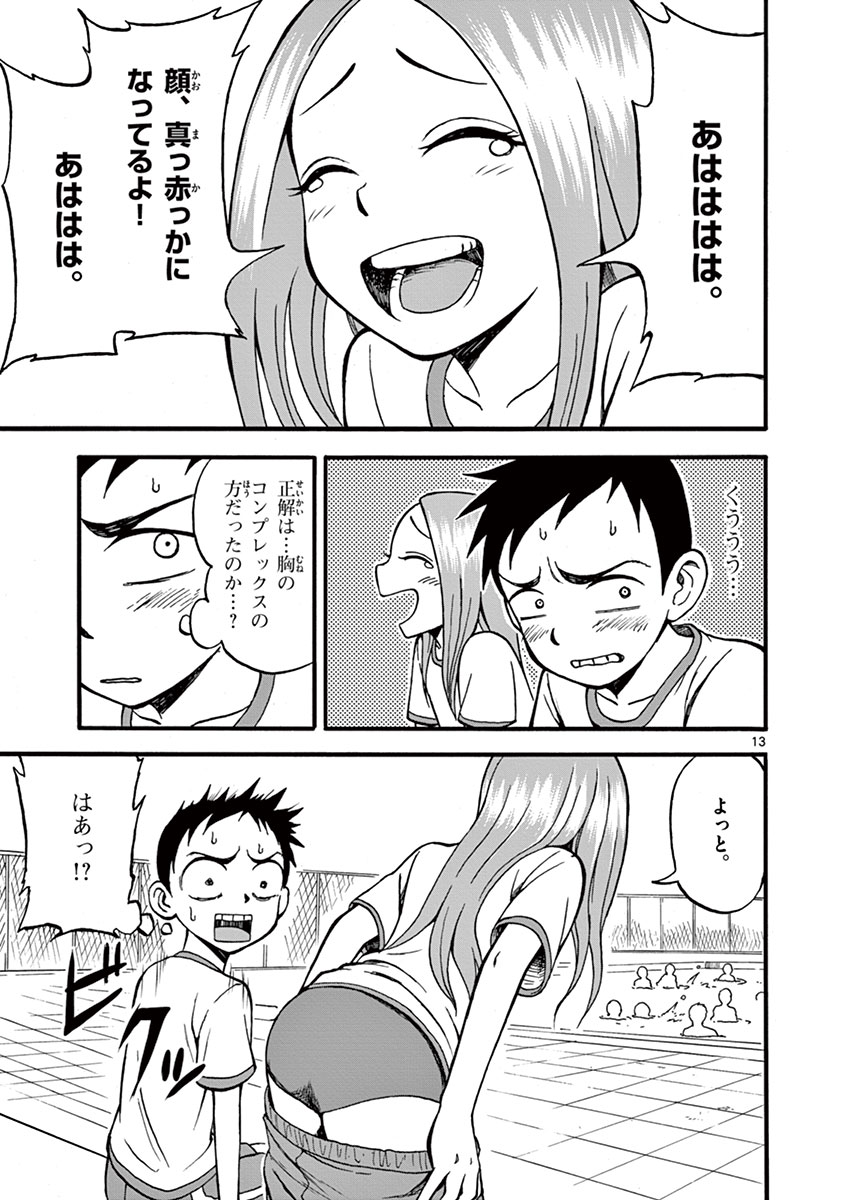 あはははは。
顔、真っ赤っかに
なってるよ！
あははは。
くううう…
正解は…胸の
コンプレックスの
方だったのか…？
13
よっと。
はあっ!?
ビクッ